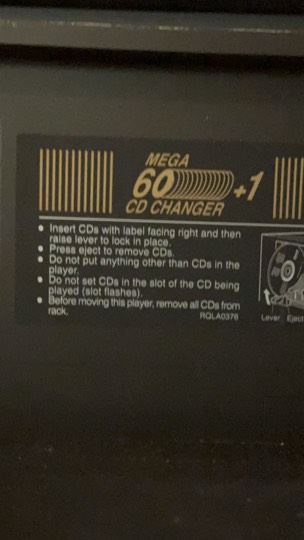 MEGA
60 +1
CD CHANGER
• Insert CDs with label facing right and then
raise lever to lock in place.
• Press eject to remove CDs.
• Do not put anything other than CDs in the
player.
• Do not set CDs in the slot of the CD being
played (slot flashes).
• Before moving this player, remove all CDs from
rack.
RQLA0376
Lever Eject